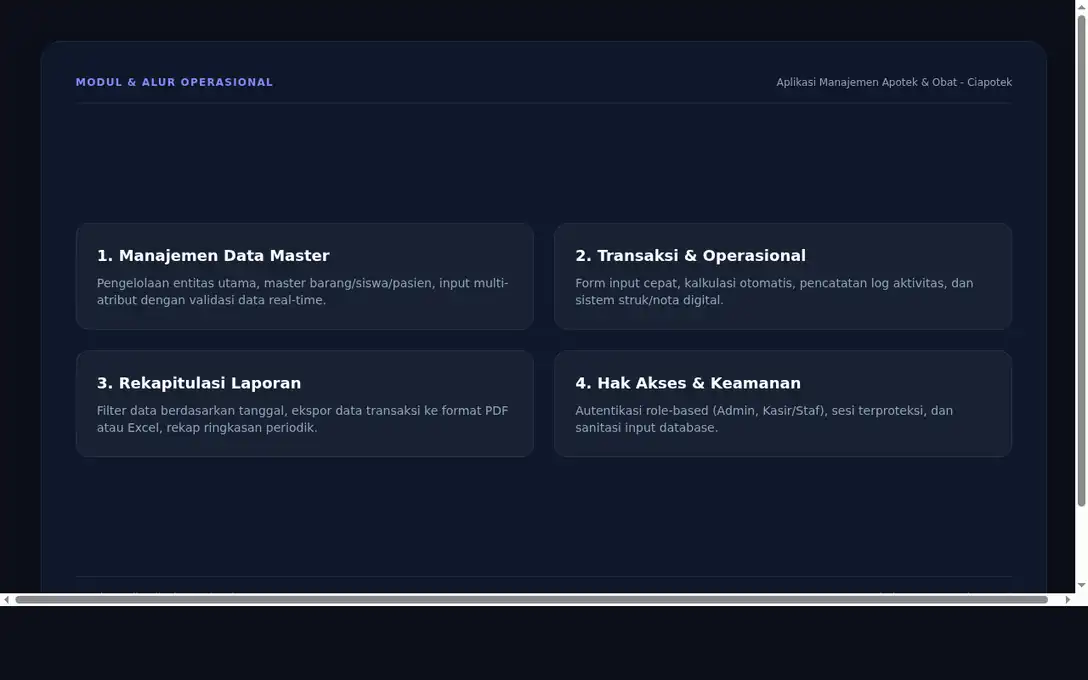 MODUL & ALUR OPERASIONAL
Aplikasi Manajemen Apotek & Obat - Ciapotek
1. Manajemen Data Master
Pengelolaan entitas utama, master barang/siswa/pasien, input multi-
atribut dengan validasi data real-time.
2. Transaksi & Operasional
Form input cepat, kalkulasi otomatis, pencatatan log aktivitas, dan
sistem struk/nota digital.
3. Rekapitulasi Laporan
Filter data berdasarkan tanggal, ekspor data transaksi ke format PDF
atau Excel, rekap ringkasan periodik.
4. Hak Akses & Keamanan
Autentikasi role-based (Admin, Kasir/Staf), sesi terproteksi, dan
sanitasi input database.